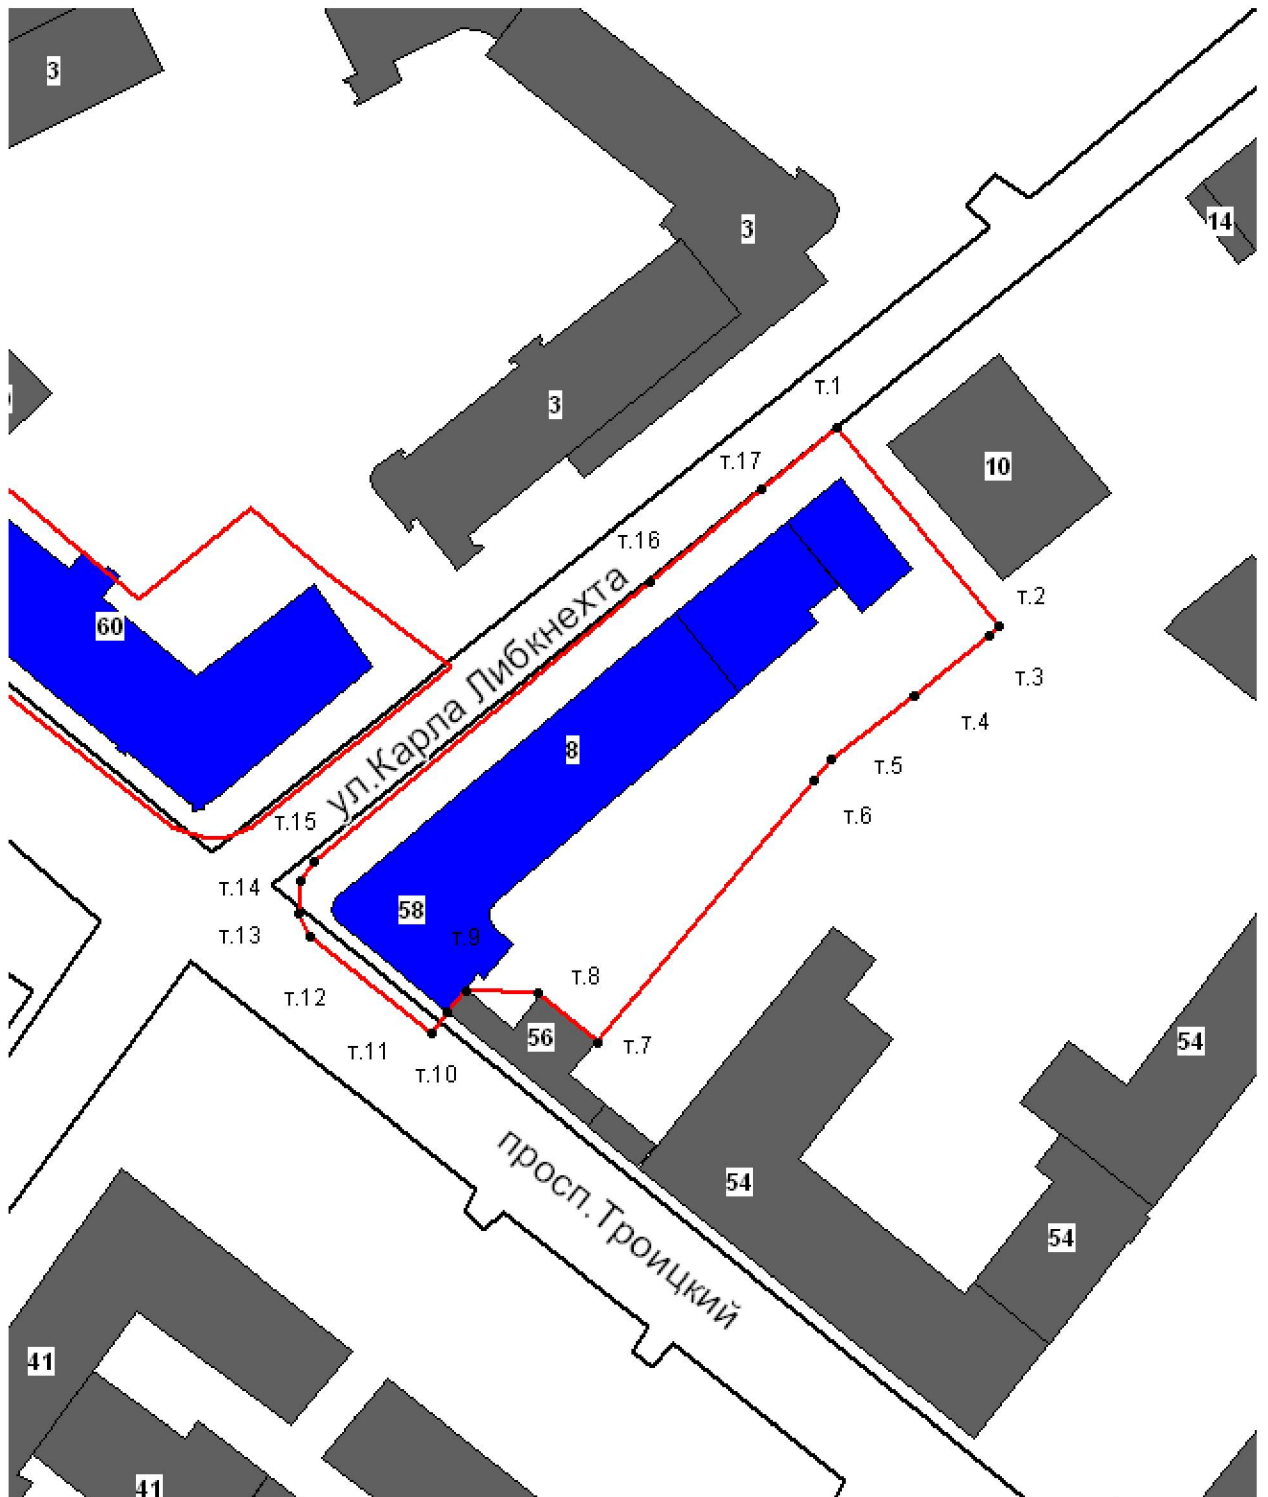 3
3
14
т.1
3
т.17
10
т.16
т.2
60
ул.Карла Либкнехта
т.3
т.4
8
т.5
т.15
т.6
т.14
58
т.13
т.9
т.8
т.12
56
т.7
54
т.11
т.10
просп.Троицкий
54
54
41
41